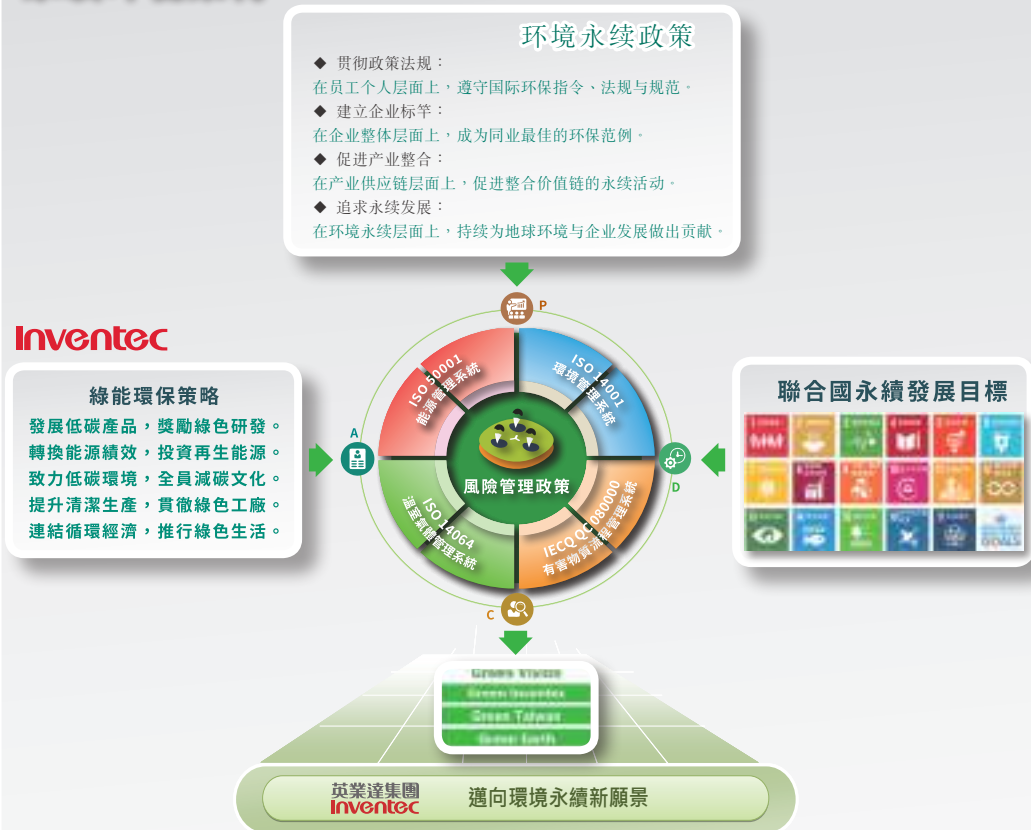 环境永续政策
◆ 贯彻政策法规：
在员工个人层面上，遵守国际环保指令、法规与规范。
◆ 建立企业标竿：
在企业整体层面上，成为同业最佳的环保范例。
◆ 促进产业整合：
在产业供应链层面上，促进整合价值链的永续活动。
◆ 追求永续发展：
在环境永续层面上，持续为地球环境与企业发展做出贡献。
Inventec
綠能環保策略
發展低碳產品，獎勵綠色研發。
轉換能源績效，投資再生能源。
致力低碳環境，全員減碳文化。
提升清潔生產，貫徹綠色工廠。
連結循環經濟，推行綠色生活。
P
ISO 50001
能源管理系統
ISO 14001
環境管理系統
A
風險管理政策
D
ISO 14064
溫室氣體管理系統
IECQ QC 080000
有害物質流程管理系統
C
聯合國永續發展目標
Green Inventec
Green Taiwan
Green Earth
英業達集團
Inventec
邁向環境永續新願景